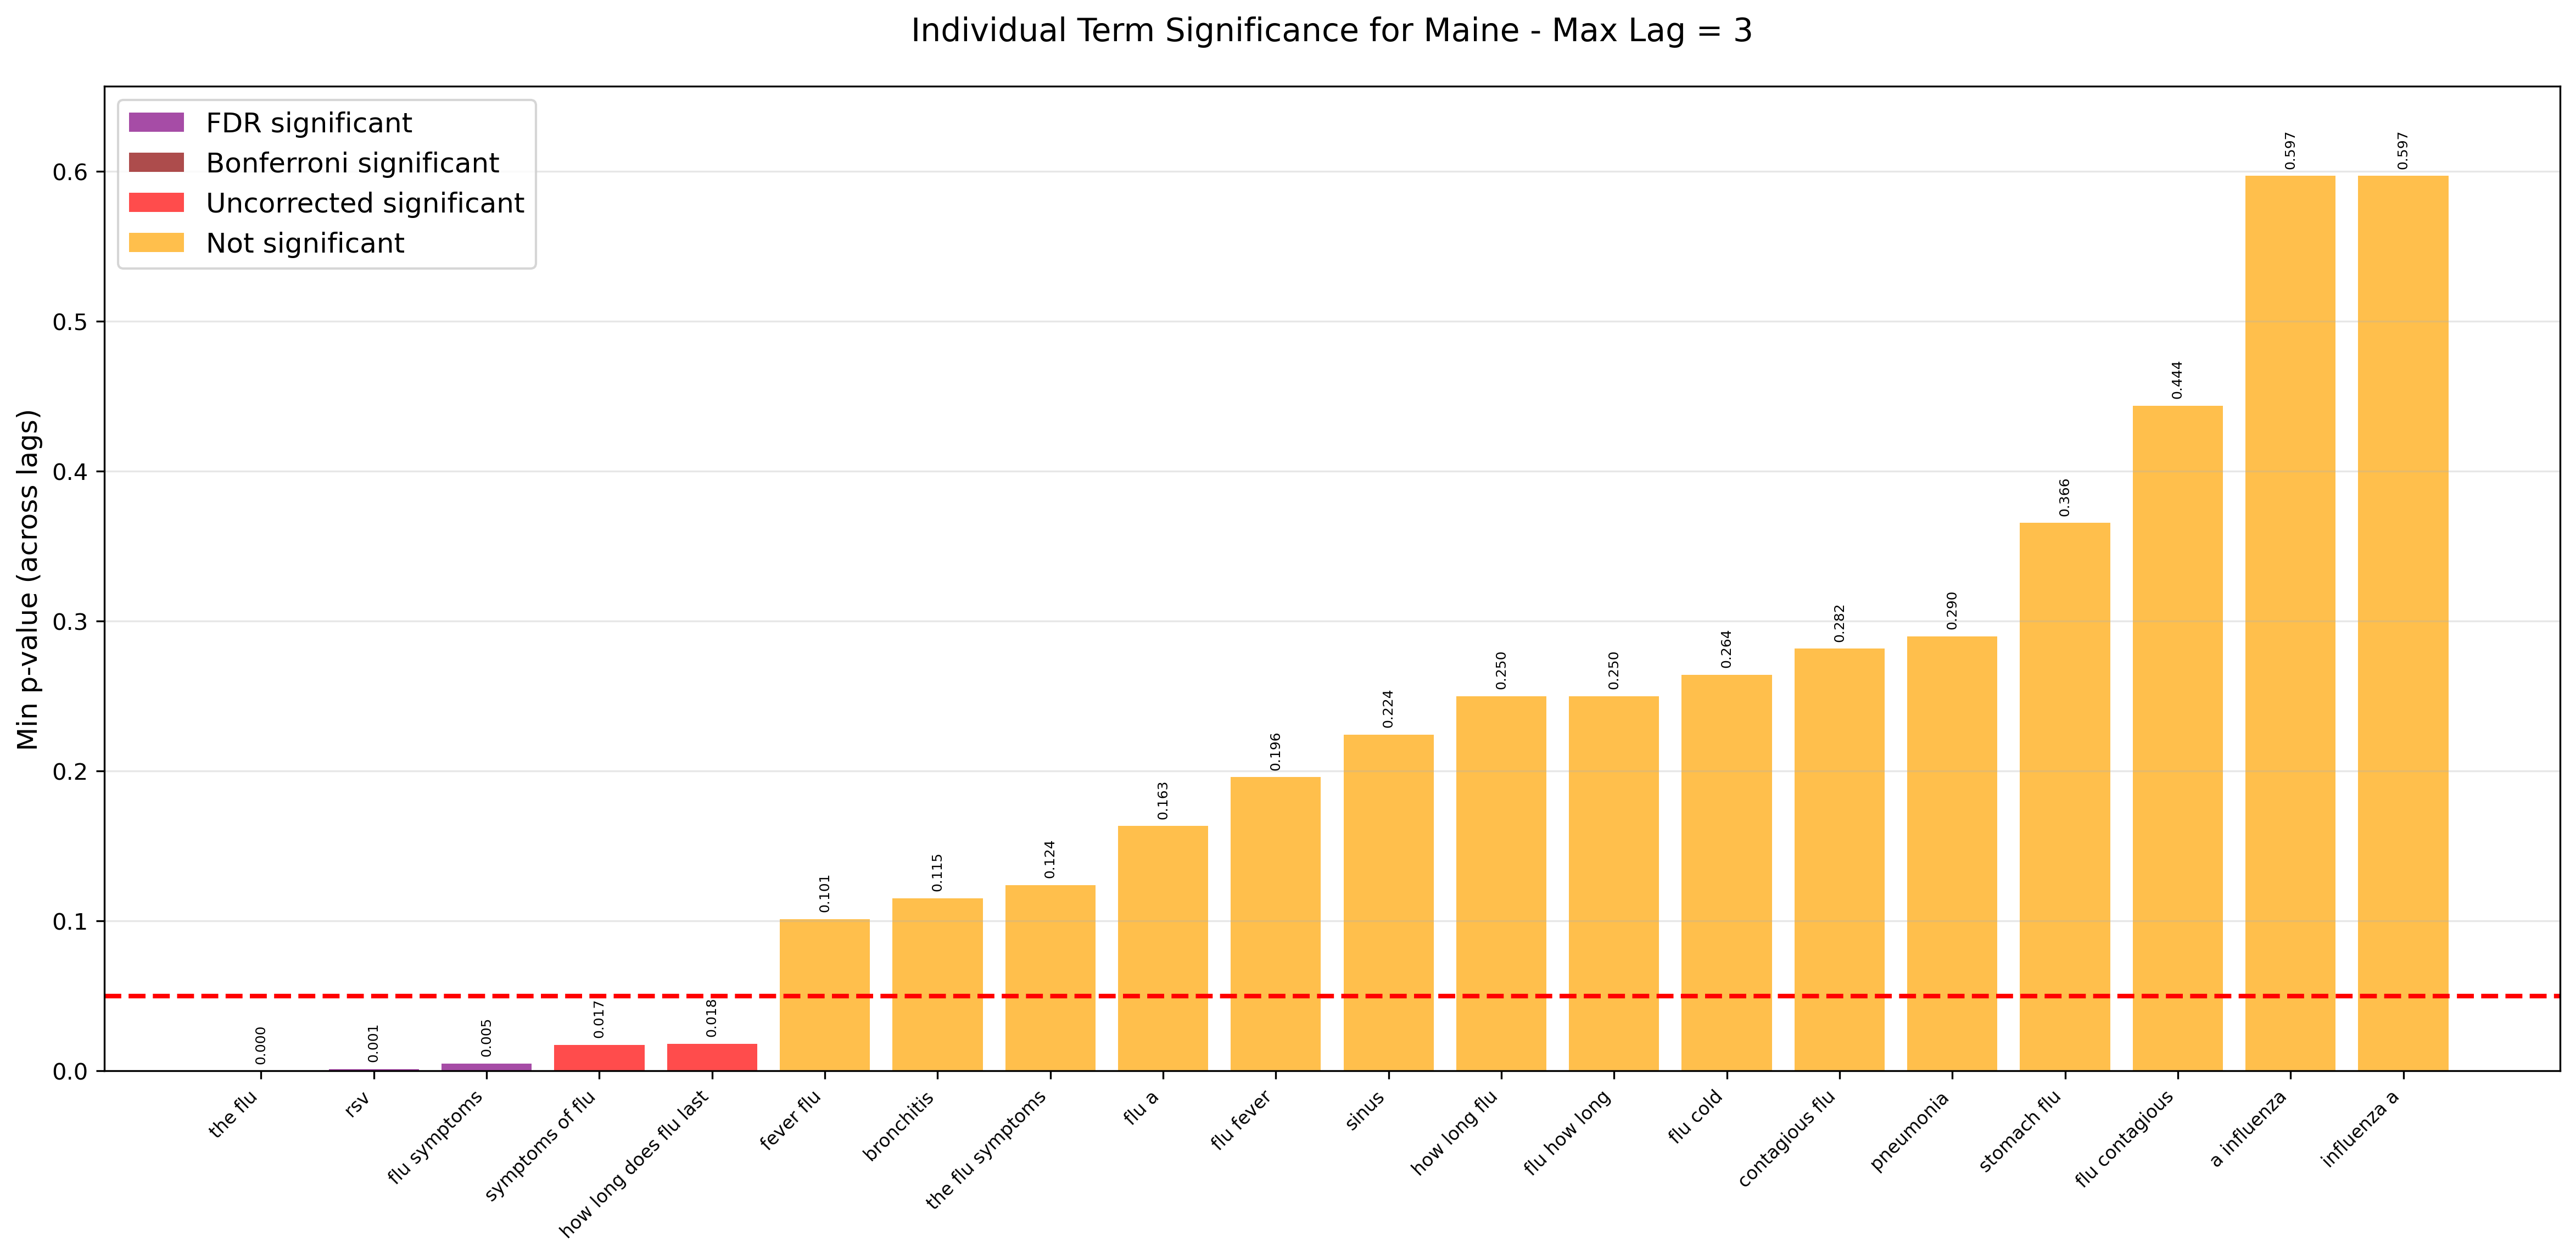 Individual Term Significance for Maine - Max Lag = 3
FDR significant
Bonferroni significant
Uncorrected significant
Not significant
Min p-value (across lags)
0.6
0.5
0.4
0.3
0.2
0.1
0.0
0.000
0.001
0.005
0.017
0.018
0.101
0.115
0.124
0.163
0.196
0.224
0.250
0.250
0.264
0.282
0.290
0.366
0.444
0.597
0.597
the flu
rsv
flu symptoms
symptoms of flu
how long does flu last
fever flu
bronchitis
the flu symptoms
flu a
flu fever
sinus
how long flu
flu how long
flu cold
contagious flu
pneumonia
stomach flu
flu contagious
a influenza
influenza a